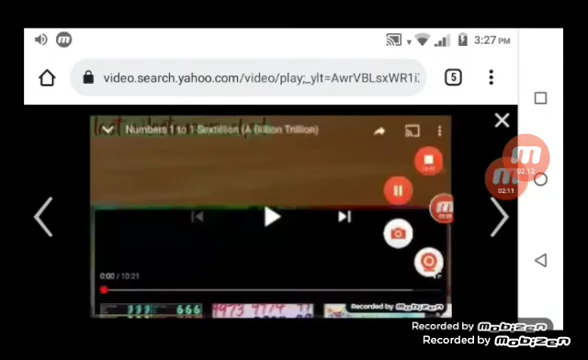 3:27 PM
video.search.yahoo.com/video/play;_ylt=AwrVBLsxWR1i
5
Numbers 1 to 1 Sextillion (A Billion Trillion)
02:12
02:11
0:00 / 10:21
Recorded by Mobizen
Recorded by Mobizen
Recorded by Mobizen